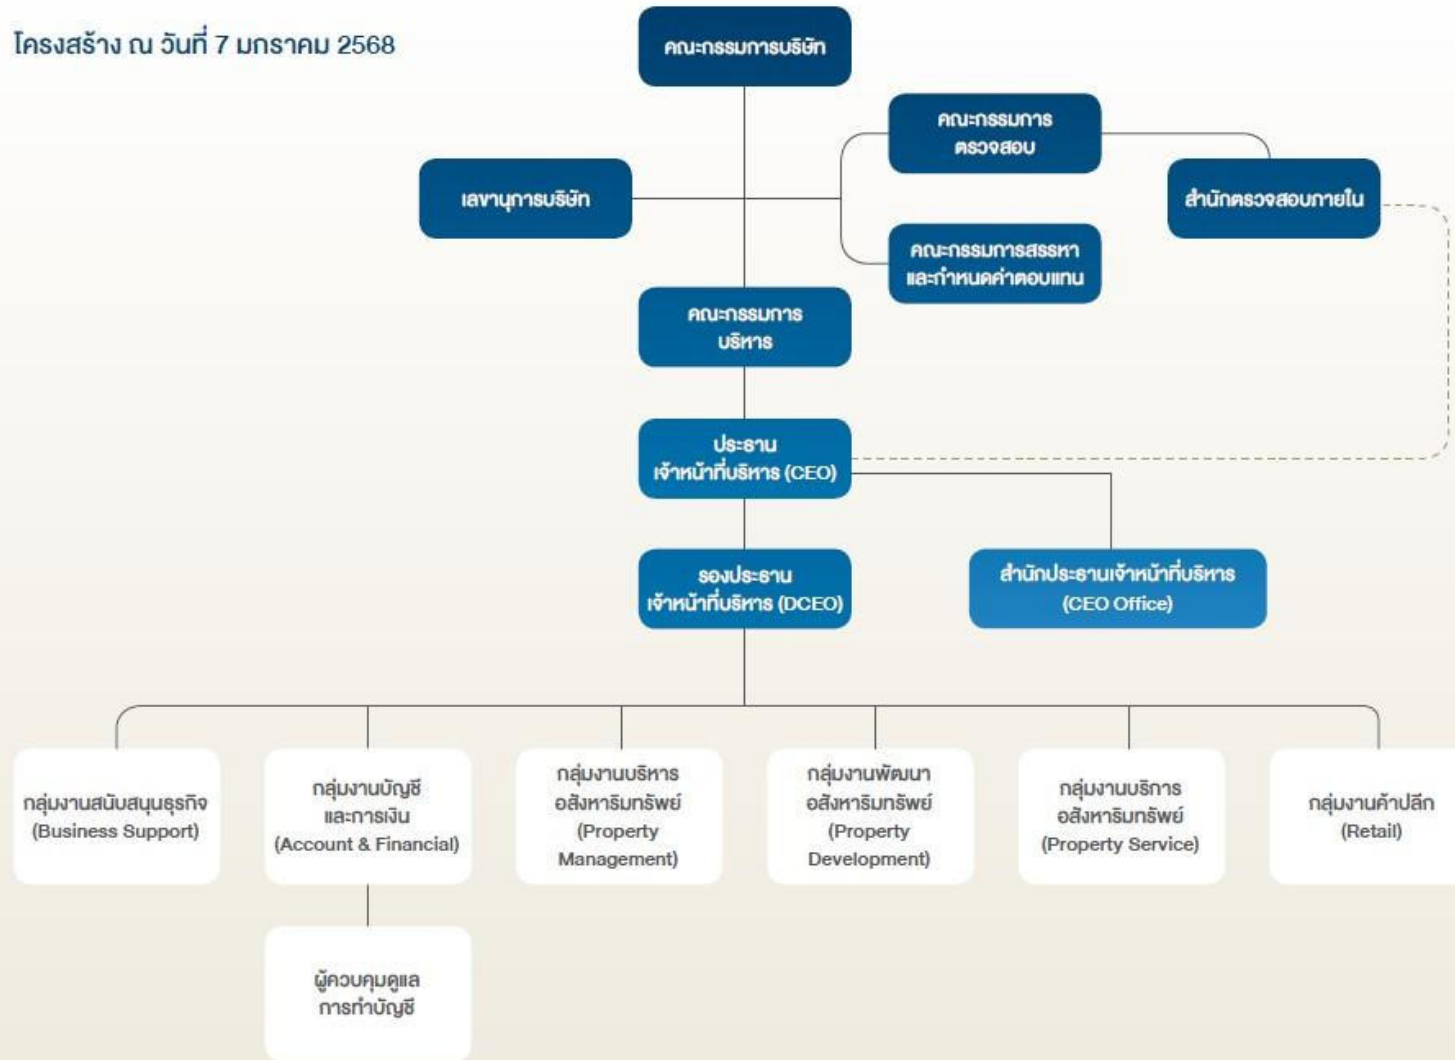 โครงสร้าง ณ วันที่ 7 มกราคม 2568
คณะกรรมการบริษัท
คณะกรรมการ
ตรวจสอบ
เลขานุการบริษัท
สำนักตรวจสอบภายใน
คณะกรรมการสรรหา
และกำหนดค่าตอบแทน
คณะกรรมการ
บริหาร
ประธาน
เจ้าหน้าที่บริหาร (CEO)
รองประธาน
เจ้าหน้าที่บริหาร (DCEO)
สำนักประธานเจ้าหน้าที่บริหาร
(CEO Office)
กลุ่มงานสนับสนุนธุรกิจ
(Business Support)
กลุ่มงานบัญชี
และการเงิน
(Account & Financial)
กลุ่มงานบริหาร
อสังหาริมทรัพย์
(Property
Management)
กลุ่มงานพัฒนา
อสังหาริมทรัพย์
(Property
Development)
กลุ่มงานบริการ
อสังหาริมทรัพย์
(Property Service)
กลุ่มงานค้าปลีก
(Retail)
ผู้ควบคุมดูแล
การทำบัญชี